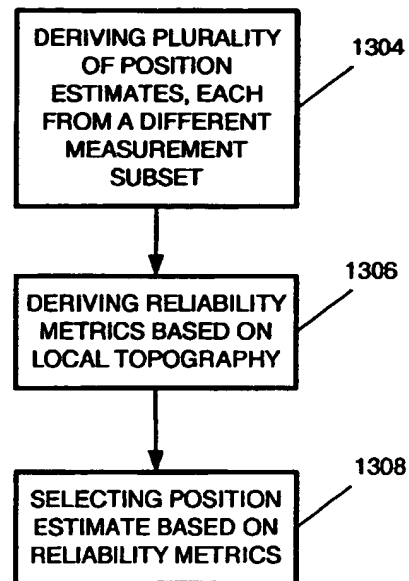 DERIVING PLURALITY
OF POSITION
ESTIMATES, EACH
FROM A DIFFERENT
MEASUREMENT
SUBSET
1304
DERIVING RELIABILITY
METRICS BASED ON
LOCAL TOPOGRAPHY
1306
SELECTING POSITION
ESTIMATE BASED ON
RELIABILITY METRICS
1308